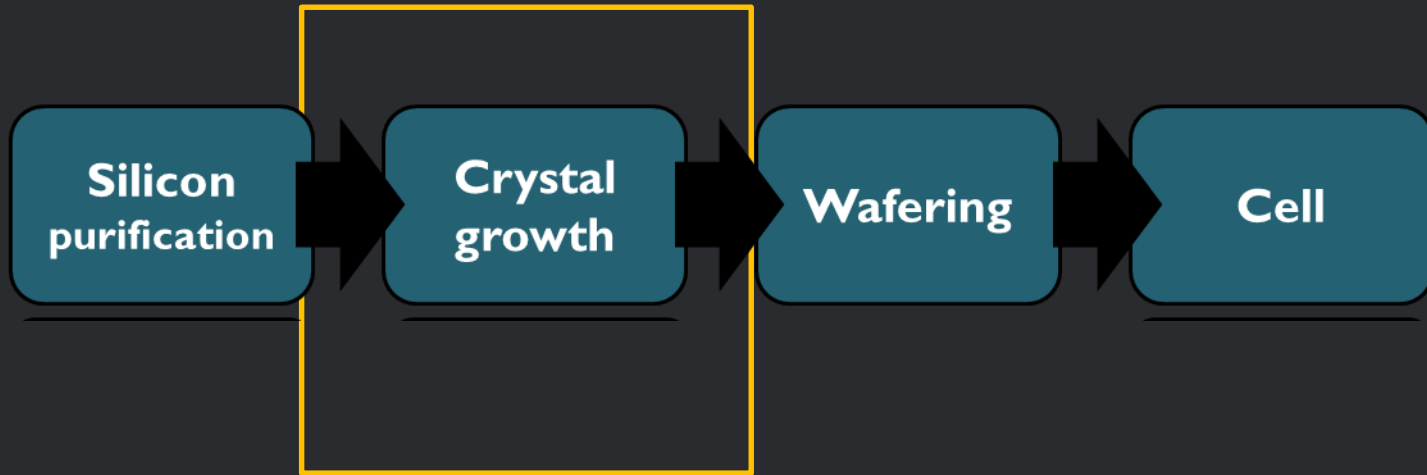 Silicon
purification
Crystal
growth
Wafering
Cell